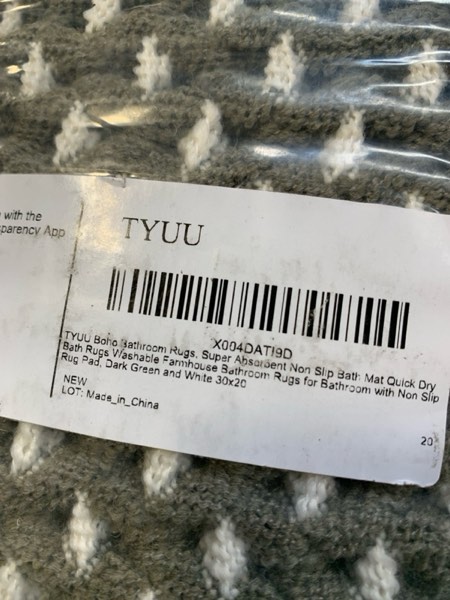 with the
parency App
TYUU
X004DATI9D
TYUU Boho Bathroom Rugs, Super Absorbent Non Slip Bath Mat Quick Dry
Bath Rugs Washable Farmhouse Bathroom Rugs for Bathroom with Non Slip
Rug Pad, Dark Green and White 30x20
NEW
LOT: Made_in_China
20